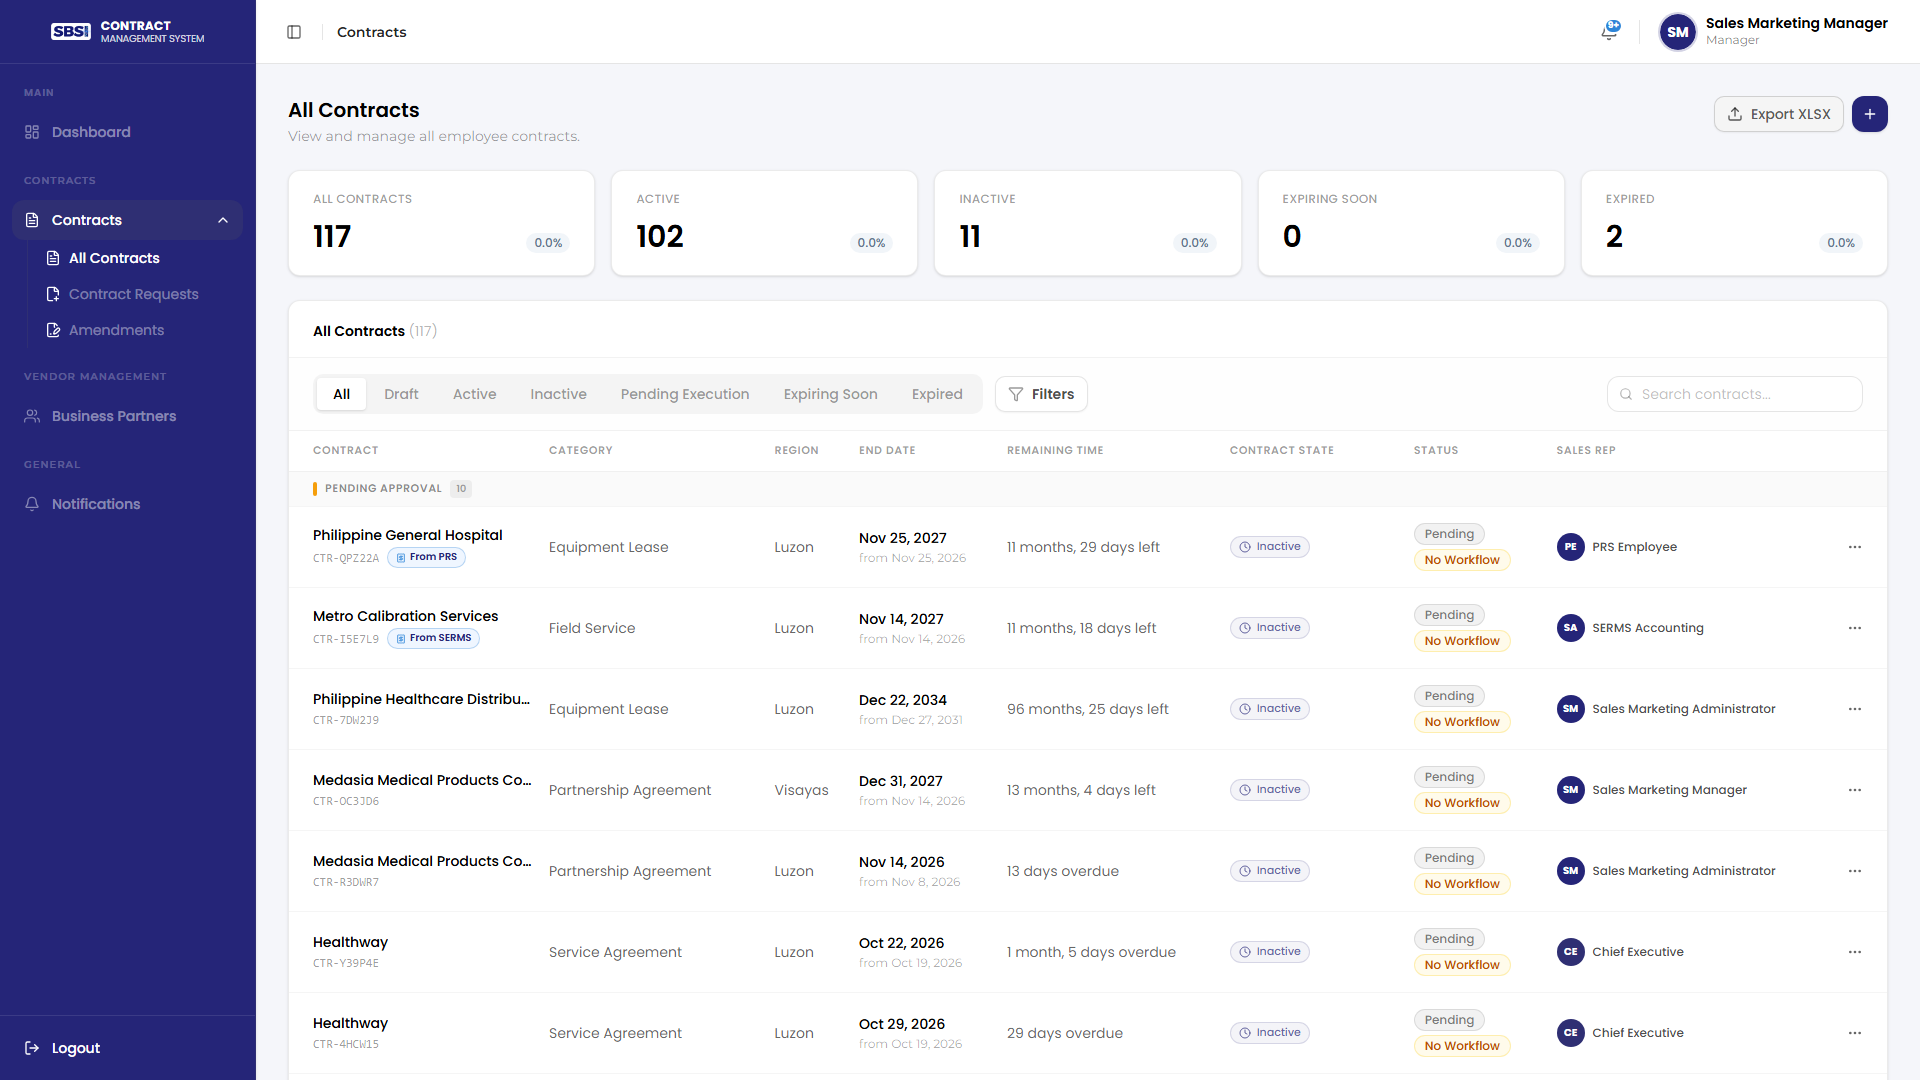 SBSI CONTRACT
MANAGEMENT SYSTEM
MAIN
Dashboard
CONTRACTS
Contracts
All Contracts
Contract Requests
Amendments
VENDOR MANAGEMENT
Business Partners
GENERAL
Notifications
Logout
Contracts
9+
SM
Sales Marketing Manager
Manager
All Contracts
View and manage all employee contracts.
Export XLSX
ALL CONTRACTS
117
0.0%
ACTIVE
102
0.0%
INACTIVE
11
0.0%
EXPIRING SOON
0
0.0%
EXPIRED
2
0.0%
All Contracts (117)
All Draft Active Inactive Pending Execution Expiring Soon Expired Filters Search contracts...
CONTRACT CATEGORY REGION END DATE REMAINING TIME CONTRACT STATE STATUS SALES REP
PENDING APPROVAL 10
Philippine General Hospital
CTR-QPZ22A From PRS
Equipment Lease
Luzon
Nov 25, 2027
from Nov 25, 2026
11 months, 29 days left
Inactive
Pending
No Workflow
PE PRS Employee
Metro Calibration Services
CTR-I5E7L9 From SERMS
Field Service
Luzon
Nov 14, 2027
from Nov 14, 2026
11 months, 18 days left
Inactive
Pending
No Workflow
SA SERMS Accounting
Philippine Healthcare Distribu...
CTR-7DW2J9
Equipment Lease
Luzon
Dec 22, 2034
from Dec 27, 2031
96 months, 25 days left
Inactive
Pending
No Workflow
SM Sales Marketing Administrator
Medasia Medical Products Co...
CTR-OC3JD6
Partnership Agreement
Visayas
Dec 31, 2027
from Nov 14, 2026
13 months, 4 days left
Inactive
Pending
No Workflow
SM Sales Marketing Manager
Medasia Medical Products Co...
CTR-R3DWR7
Partnership Agreement
Luzon
Nov 14, 2026
from Nov 8, 2026
13 days overdue
Inactive
Pending
No Workflow
SM Sales Marketing Administrator
Healthway
CTR-Y39P4E
Service Agreement
Luzon
Oct 22, 2026
from Oct 19, 2026
1 month, 5 days overdue
Inactive
Pending
No Workflow
CE Chief Executive
Healthway
CTR-4HCW15
Service Agreement
Luzon
Oct 29, 2026
from Oct 19, 2026
29 days overdue
Inactive
Pending
No Workflow
CE Chief Executive